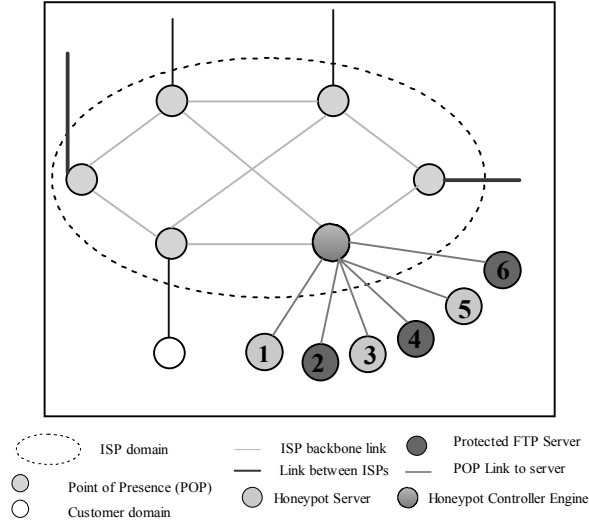 6
5
4
3
2
1
ISP domain
ISP backbone link
Protected FTP Server
Link between ISPs
POP Link to server
Point of Presence (POP)
Honeypot Server
Honeypot Controller Engine
Customer domain